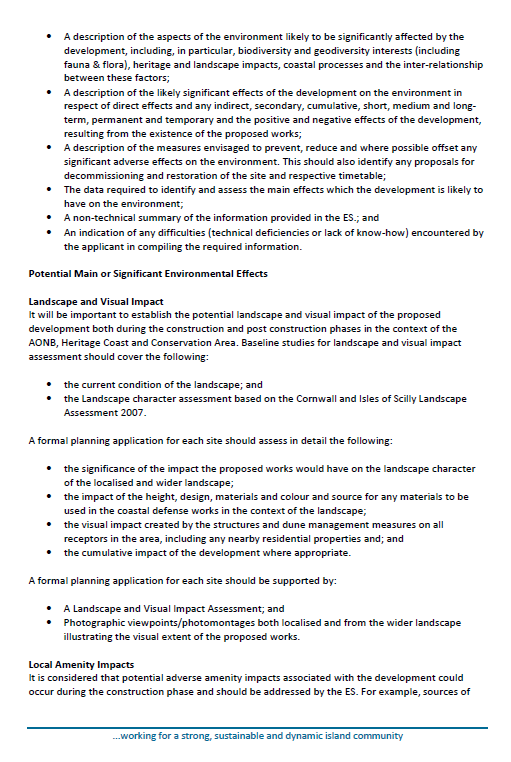 • A description of the aspects of the environment likely to be significantly affected by the
development, including, in particular, biodiversity and geodiversity interests (including
fauna & flora), heritage and landscape impacts, coastal processes and the inter-relationship
between these factors;
• A description of the likely significant effects of the development on the environment in
respect of direct effects and any indirect, secondary, cumulative, short, medium and long-
term, permanent and temporary and the positive and negative effects of the development,
resulting from the existence of the proposed works;
• A description of the measures envisaged to prevent, reduce and where possible offset any
significant adverse effects on the environment. This should also identify any proposals for
decommissioning and restoration of the site and respective timetable;
• The data required to identify and assess the main effects which the development is likely to
have on the environment;
• A non-technical summary of the information provided in the ES.; and
• An indication of any difficulties (technical deficiencies or lack of know-how) encountered by
the applicant in compiling the required information.
Potential Main or Significant Environmental Effects
Landscape and Visual Impact
It will be important to establish the potential landscape and visual impact of the proposed
development both during the construction and post construction phases in the context of the
AONB, Heritage Coast and Conservation Area. Baseline studies for landscape and visual impact
assessment should cover the following:
• the current condition of the landscape; and
• the Landscape character assessment based on the Cornwall and Isles of Scilly Landscape
Assessment 2007.
A formal planning application for each site should assess in detail the following:
• the significance of the impact the proposed works would have on the landscape character
of the localised and wider landscape;
• the impact of the height, design, materials and colour and source for any materials to be
used in the coastal defense works in the context of the landscape;
• the visual impact created by the structures and dune management measures on all
receptors in the area, including any nearby residential properties and; and
• the cumulative impact of the development where appropriate.
A formal planning application for each site should be supported by:
• A Landscape and Visual Impact Assessment; and
• Photographic viewpoints/photomontages both localised and from the wider landscape
illustrating the visual extent of the proposed works.
Local Amenity Impacts
It is considered that potential adverse amenity impacts associated with the development could
occur during the construction phase and should be addressed by the ES. For example, sources of
...working for a strong, sustainable and dynamic island community